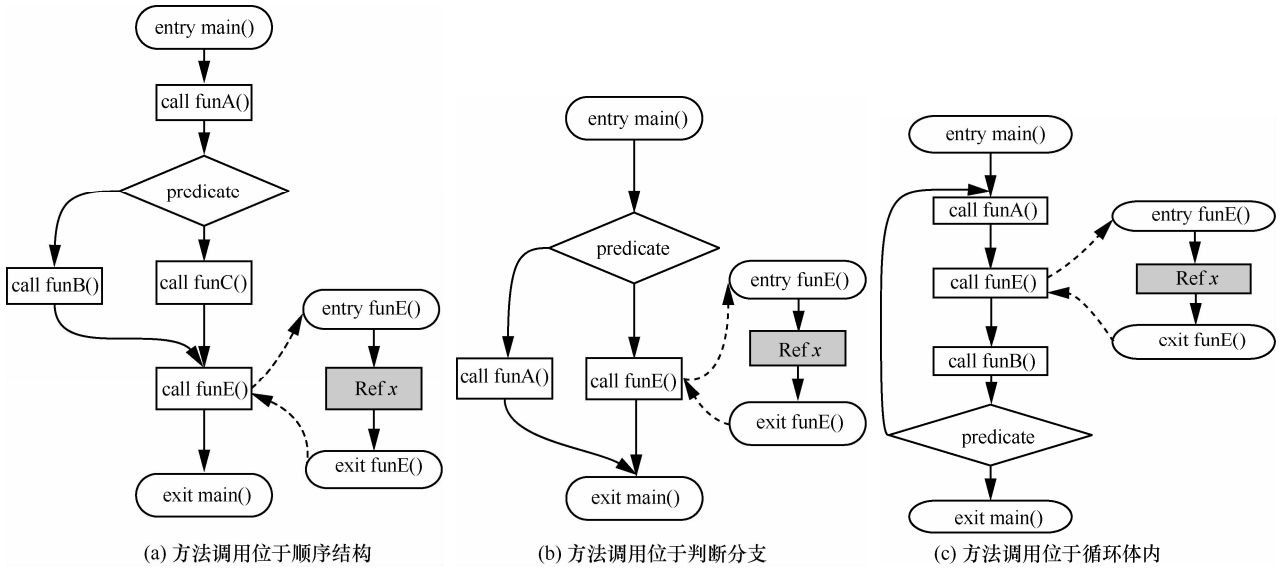 entry main()
call funA()
predicate
call funB()
call funC()
entry funE()
call funE()
Ref x
exit funE()
exit main()
(a) 方法调用位于顺序结构
entry main()
predicate
entry funE()
Ref x
call funA()
call funE()
exit funE()
exit main()
(b) 方法调用位于判断分支
entry main()
call funA()
entry funE()
call funE()
Ref x
cxit funE()
call funB()
predicate
exit main()
(c) 方法调用位于循环体内